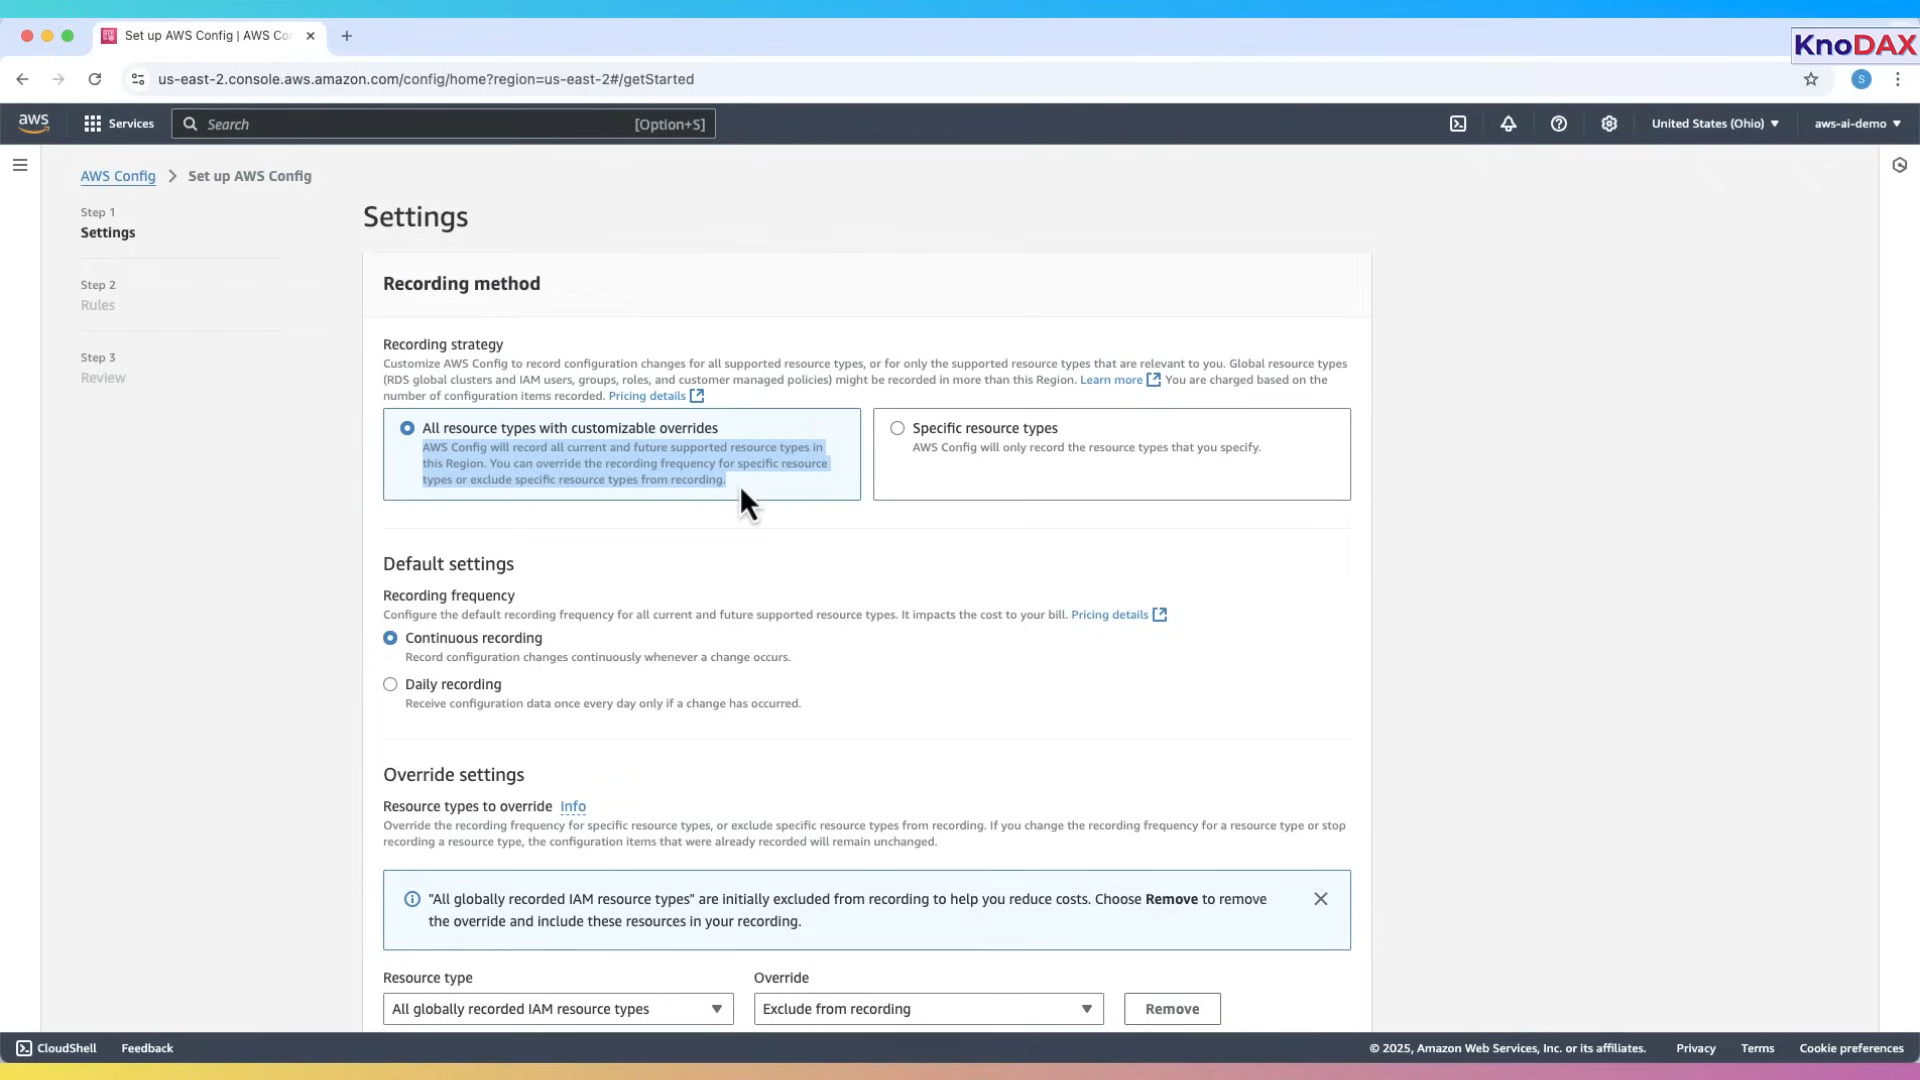 Set up AWS Config | AWS Co
KnoDAX
us-east-2.console.aws.amazon.com/config/home?region=us-east-2#/getStarted
S
aws
Services
Search
[Option+S]
United States (Ohio)
aws-ai-demo
AWS Config
Set up AWS Config
Step 1
Settings
Step 2
Rules
Step 3
Review
Settings
Recording method
Recording strategy
Customize AWS Config to record configuration changes for all supported resource types, or for only the supported resource types that are relevant to you. Global resource types
(RDS global clusters and IAM users, groups, roles, and customer managed policies) might be recorded in more than this Region. Learn more You are charged based on the
number of configuration items recorded. Pricing details
All resource types with customizable overrides
AWS Config will record all current and future supported resource types in
this Region. You can override the recording frequency for specific resource
types or exclude specific resource types from recording.
Specific resource types
AWS Config will only record the resource types that you specify.
Default settings
Recording frequency
Configure the default recording frequency for all current and future supported resource types. It impacts the cost to your bill. Pricing details
Continuous recording
Record configuration changes continuously whenever a change occurs.
Daily recording
Receive configuration data once every day only if a change has occurred.
Override settings
Resource types to override Info
Override the recording frequency for specific resource types, or exclude specific resource types from recording. If you change the recording frequency for a resource type or stop
recording a resource type, the configuration items that were already recorded will remain unchanged.
"All globally recorded IAM resource types" are initially excluded from recording to help you reduce costs. Choose Remove to remove
the override and include these resources in your recording.
Resource type
Override
All globally recorded IAM resource types
Exclude from recording
Remove
CloudShell
Feedback
© 2025, Amazon Web Services, Inc. or its affiliates.
Privacy
Terms
Cookie preferences